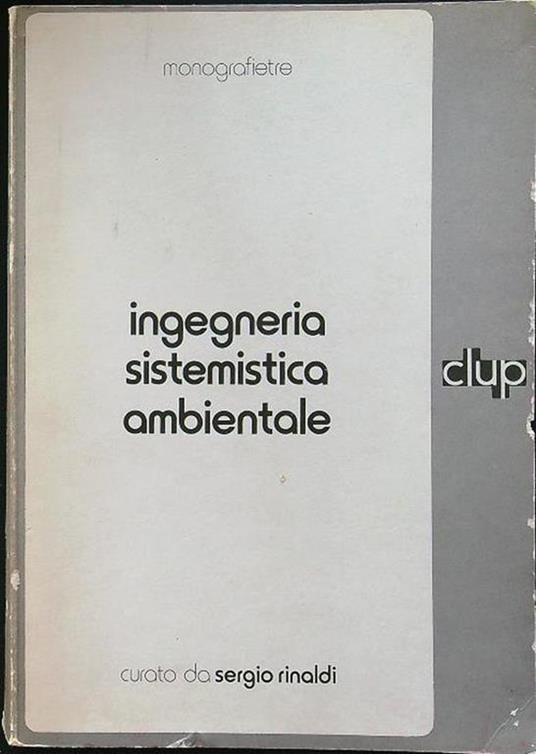 monografietre
ingegneria
sistemistica
ambientale
clup
curato da sergio rinaldi